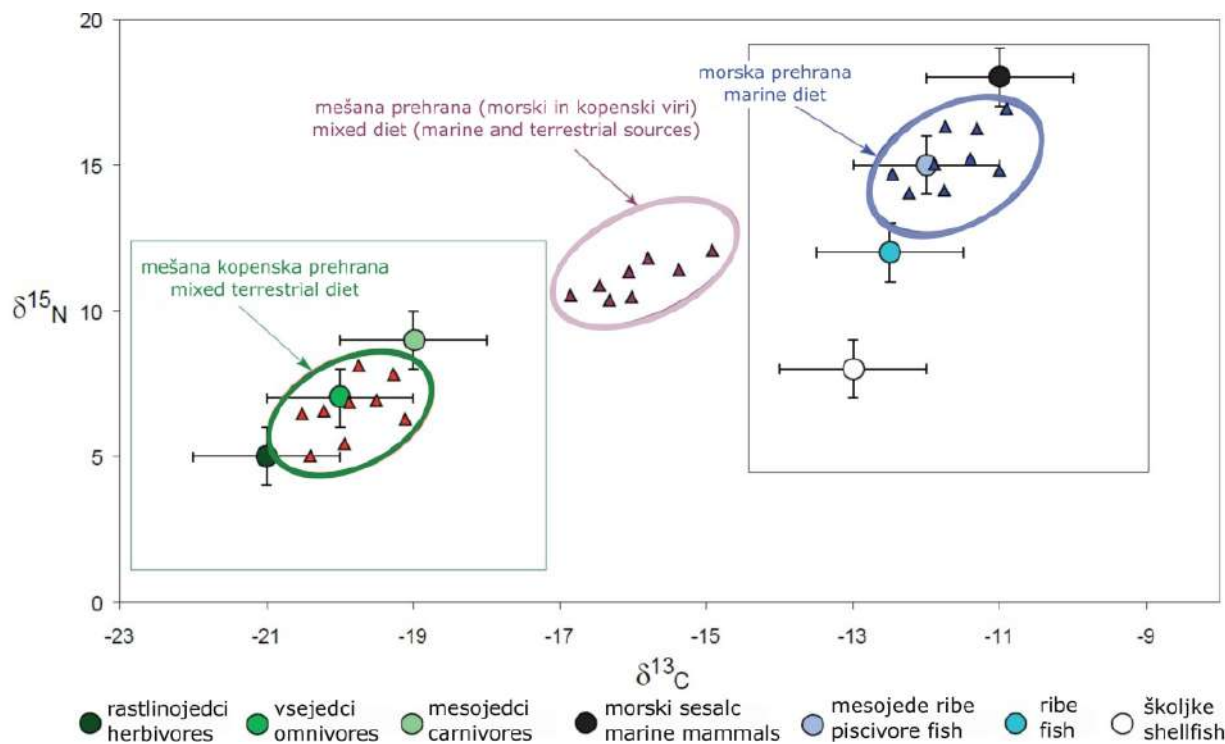 20
morska prehrana
marine diet
mešana prehrana (morski in kopenski viri)
mixed diet (marine and terrestrial sources)
15
mešana kopenska prehrana
mixed terrestrial diet
δ15N
10
5
0
-23 -21 -19 -17 -15 -13 -11 -9
δ13C
rastlinojedci vsejedci mesojedci morski sesalc mesojede ribe ribe školjke
herbivores omnivores carnivores marine mammals piscivore fish fish shellfish